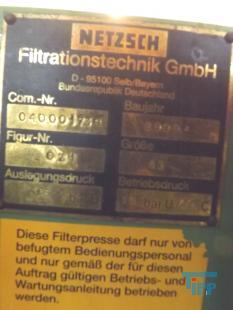 NETZSCH
Filtrationstechnik GmbH
D - 95100 Selb/Bayern
Bundesrepublik Deutschland
Com.-Nr. Baujahr
Figur-Nr. Größe
Auslegungsdruck Betriebsdruck
bar
Diese Filterpresse darf nur von
befugtem Bedienungspersonal
und nur gemäß der für diesen
Auftrag gültigen Betriebs- und
Wartungsanleitung betrieben
werden.